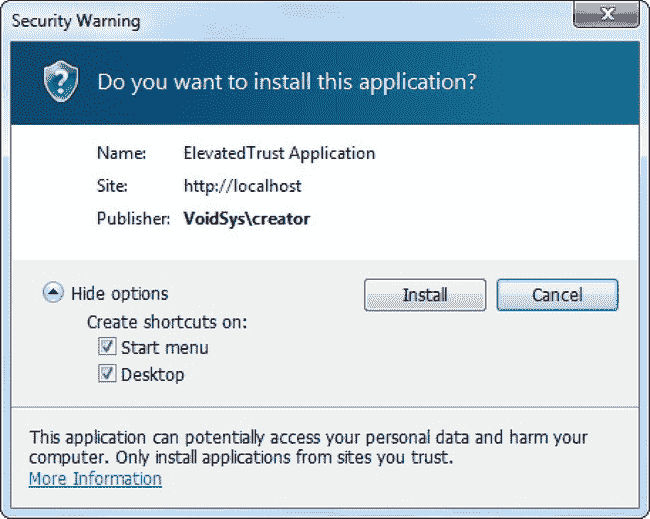 Security Warning
Do you want to install this application?
Name: ElevatedTrust Application
Site: http://localhost
Publisher: VoidSys\creator
Hide options Install Cancel
Create shortcuts on:
Start menu
Desktop
This application can potentially access your personal data and harm your
computer. Only install applications from sites you trust.
More Information